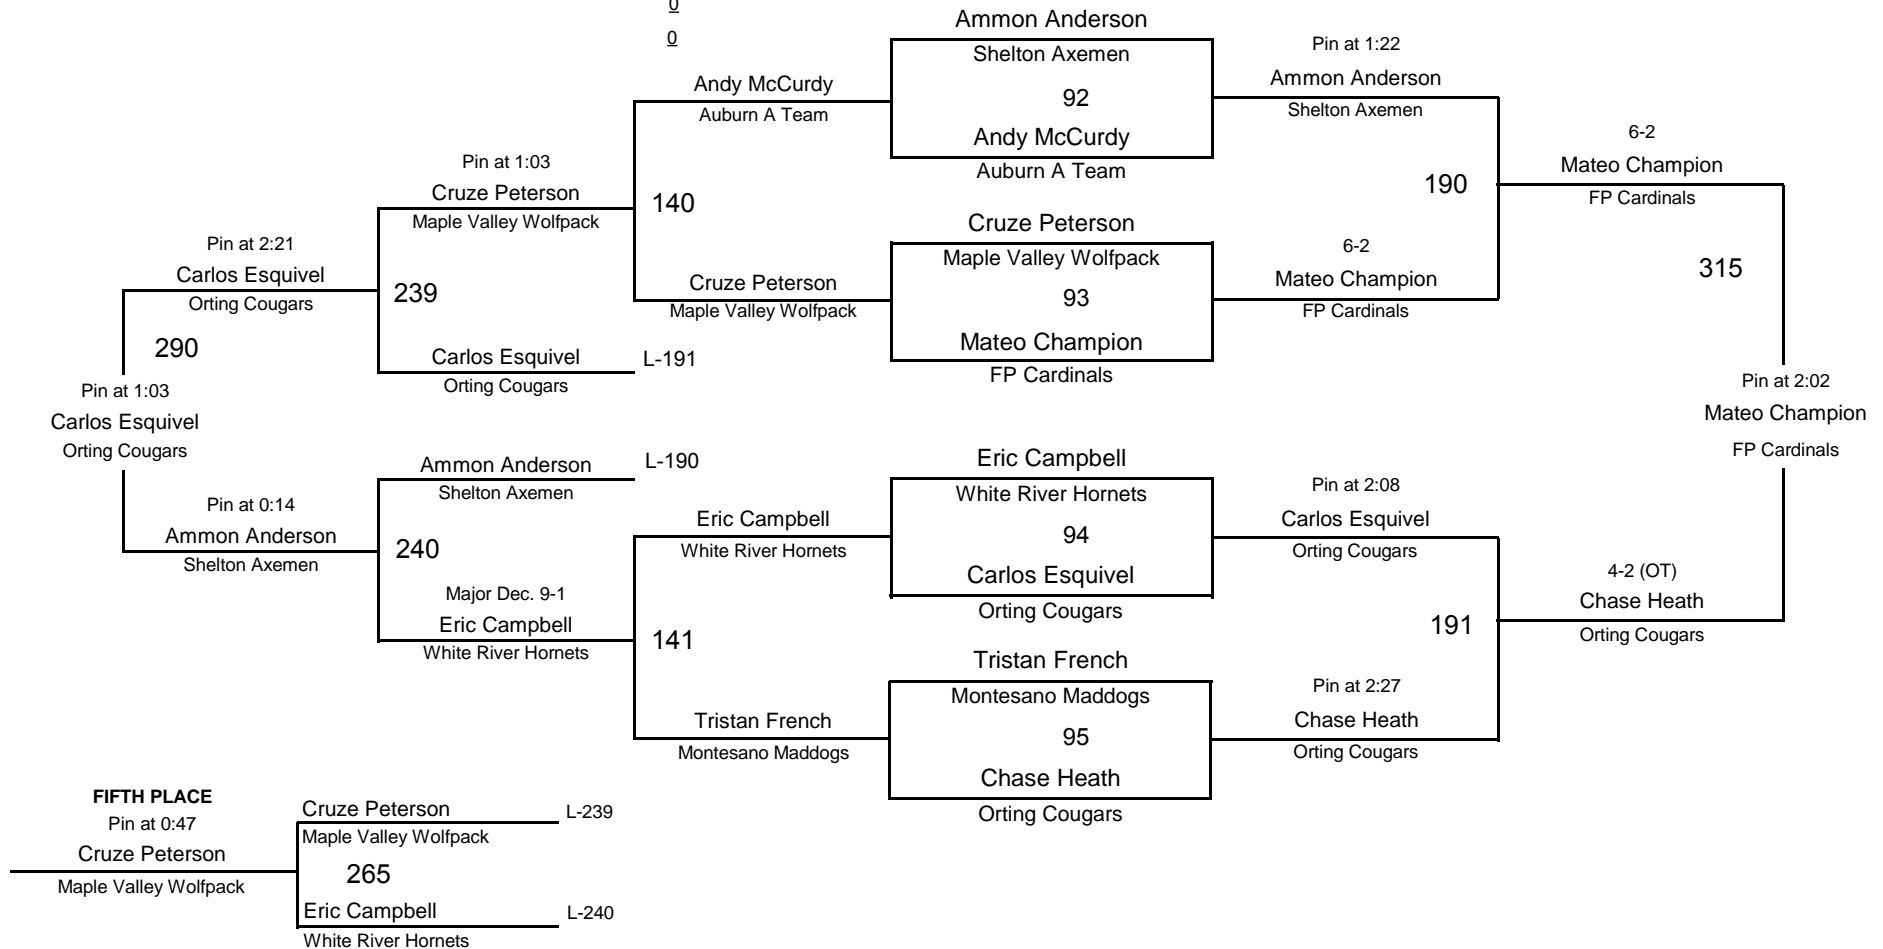 0
0
Ammon Anderson
Shelton Axemen
92
Andy McCurdy
Auburn A Team
Cruze Peterson
Maple Valley Wolfpack
93
Mateo Champion
FP Cardinals
Eric Campbell
White River Hornets
94
Carlos Esquivel
Orting Cougars
Tristan French
Montesano Maddogs
95
Chase Heath
Orting Cougars
Pin at 1:22
Ammon Anderson
Shelton Axemen
190
6-2
Mateo Champion
FP Cardinals
Pin at 2:08
Carlos Esquivel
Orting Cougars
191
Pin at 2:27
Chase Heath
Orting Cougars
6-2
Mateo Champion
FP Cardinals
315
4-2 (OT)
Chase Heath
Orting Cougars
Pin at 2:02
Mateo Champion
FP Cardinals
Andy McCurdy
Auburn A Team
140
Cruze Peterson
Maple Valley Wolfpack
Eric Campbell
White River Hornets
141
Tristan French
Montesano Maddogs
Pin at 1:03
Cruze Peterson
Maple Valley Wolfpack
239
Carlos Esquivel
L-191
Orting Cougars
Ammon Anderson
L-190
Shelton Axemen
240
Major Dec. 9-1
Eric Campbell
White River Hornets
Pin at 2:21
Carlos Esquivel
Orting Cougars
290
Pin at 0:14
Ammon Anderson
Shelton Axemen
Pin at 1:03
Carlos Esquivel
Orting Cougars
FIFTH PLACE
Pin at 0:47
Cruze Peterson
Maple Valley Wolfpack
Cruze Peterson
L-239
Maple Valley Wolfpack
265
Eric Campbell
L-240
White River Hornets